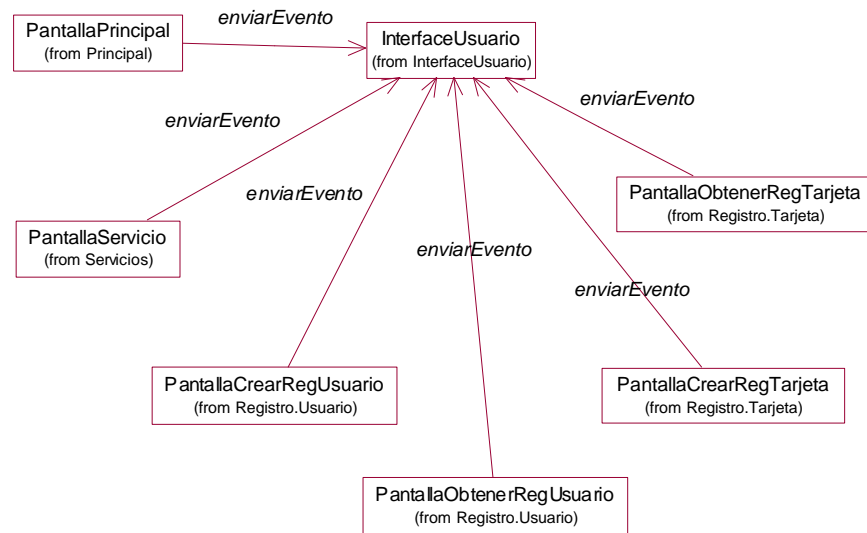 enviarEvento
PantallaPrincipal
(from Principal)
InterfaceUsuario
(from InterfaceUsuario)
enviarEvento
enviarEvento
enviarEvento
PantallaObtenerRegTarjeta
(from Registro.Tarjeta)
PantallaServicio
(from Servicios)
enviarEvento
enviarEvento
PantallaCrearRegUsuario
(from Registro.Usuario)
PantallaCrearRegTarjeta
(from Registro.Tarjeta)
PantallaObtenerRegUsuario
(from Registro.Usuario)